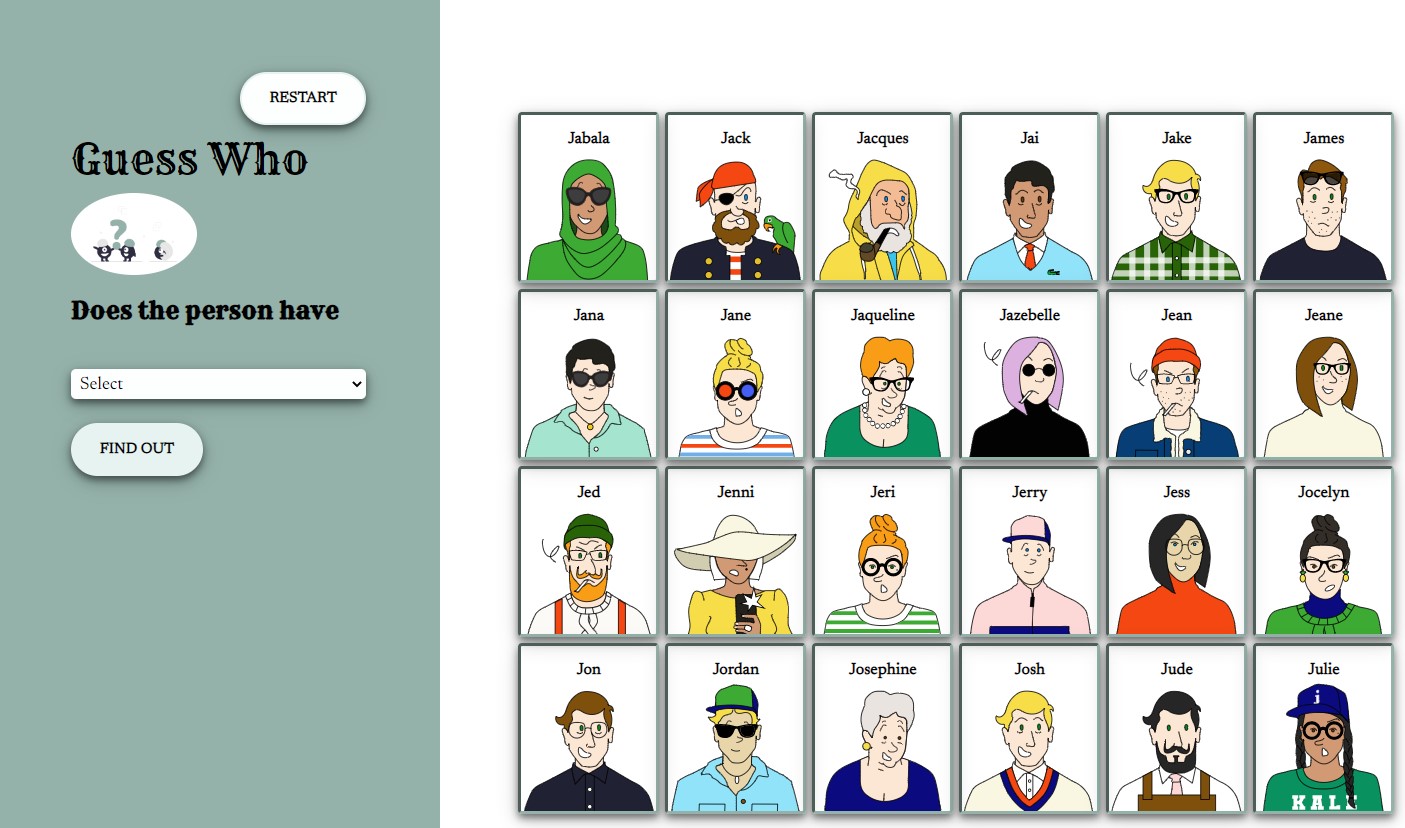 RESTART
Guess Who
?
Does the person have
Select
FIND OUT
Jabala
Jack
Jacques
Jai
Jake
James
Jana
Jane
Jaqueline
Jazebelle
Jean
Jeane
Jed
Jenni
Jeri
Jerry
Jess
Jocelyn
Jon
Jordan
Josephine
Josh
Jude
Julie
j